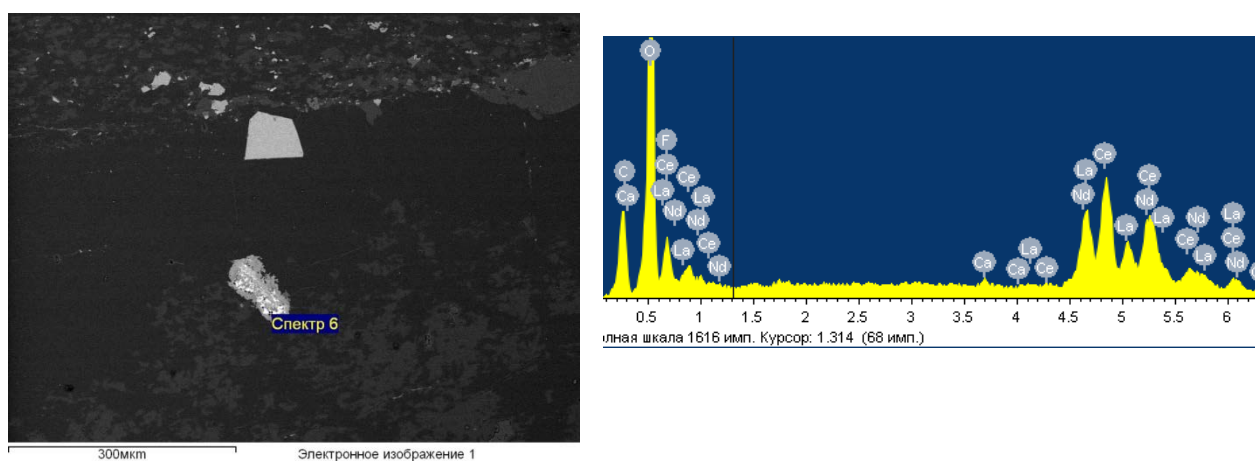 Спектр 6
300мкм
Электронное изображение 1
O
F
C
Ce
Ce
La
Ca
La
Nd
Nd
La
Ce
Nd
Ca
La
Ca
Ce
La
Nd
Ce
La
Ce
Nd
La
Nd
Ce
La
La
Ce
Nd
0.5 1 1.5 2 2.5 3 3.5 4 4.5 5 5.5 6
лная шкала 1616 имп. Курсор: 1.314 (68 имп.)